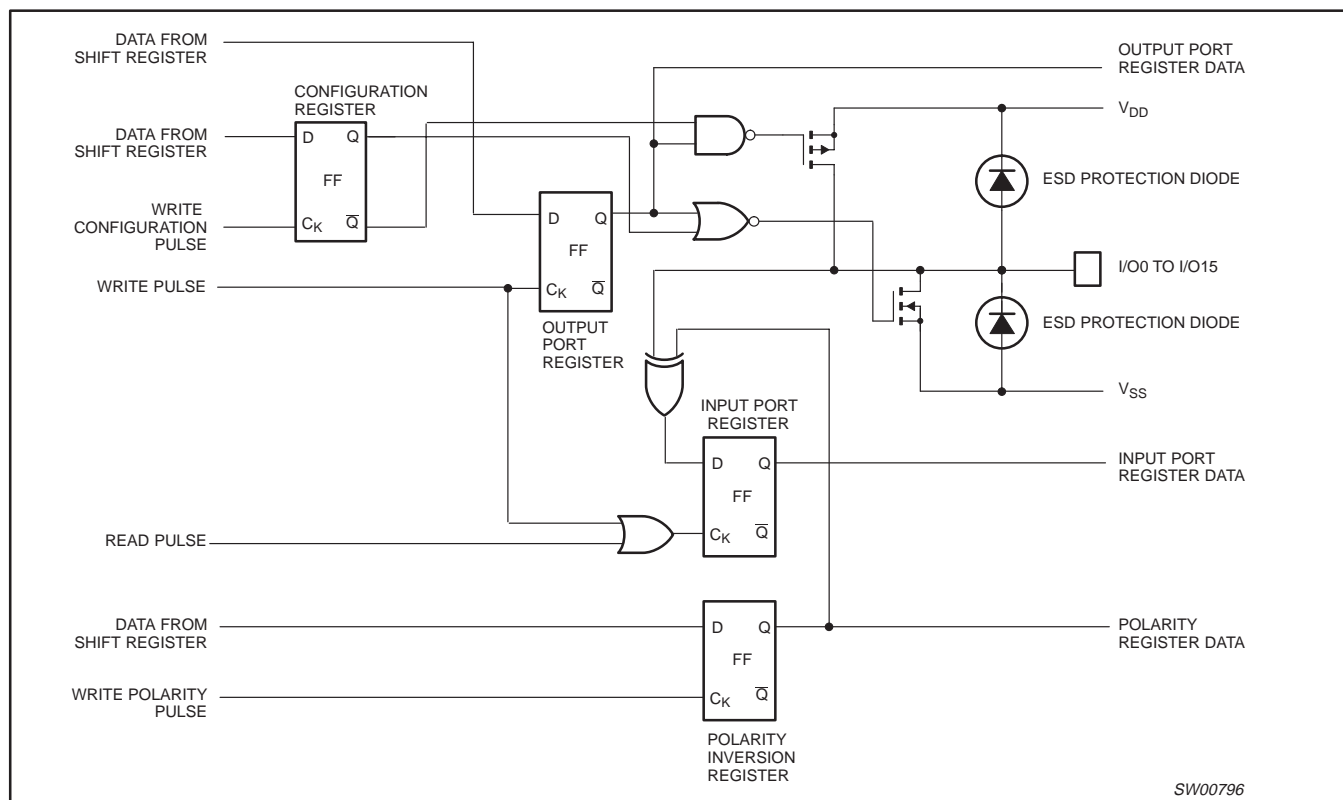 DATA FROM
SHIFT REGISTER
OUTPUT PORT
REGISTER DATA
CONFIGURATION
REGISTER
V_DD
DATA FROM
SHIFT REGISTER
D
Q
FF
C_K
Q̅
WRITE
CONFIGURATION
PULSE
ESD PROTECTION DIODE
D
Q
FF
C_K
Q̅
OUTPUT
PORT
REGISTER
I/O0 TO I/O15
WRITE PULSE
ESD PROTECTION DIODE
V_SS
INPUT PORT
REGISTER
D
Q
FF
C_K
Q̅
INPUT PORT
REGISTER DATA
READ PULSE
DATA FROM
SHIFT REGISTER
D
Q
FF
C_K
Q̅
POLARITY
REGISTER DATA
WRITE POLARITY
PULSE
POLARITY
INVERSION
REGISTER
SW00796